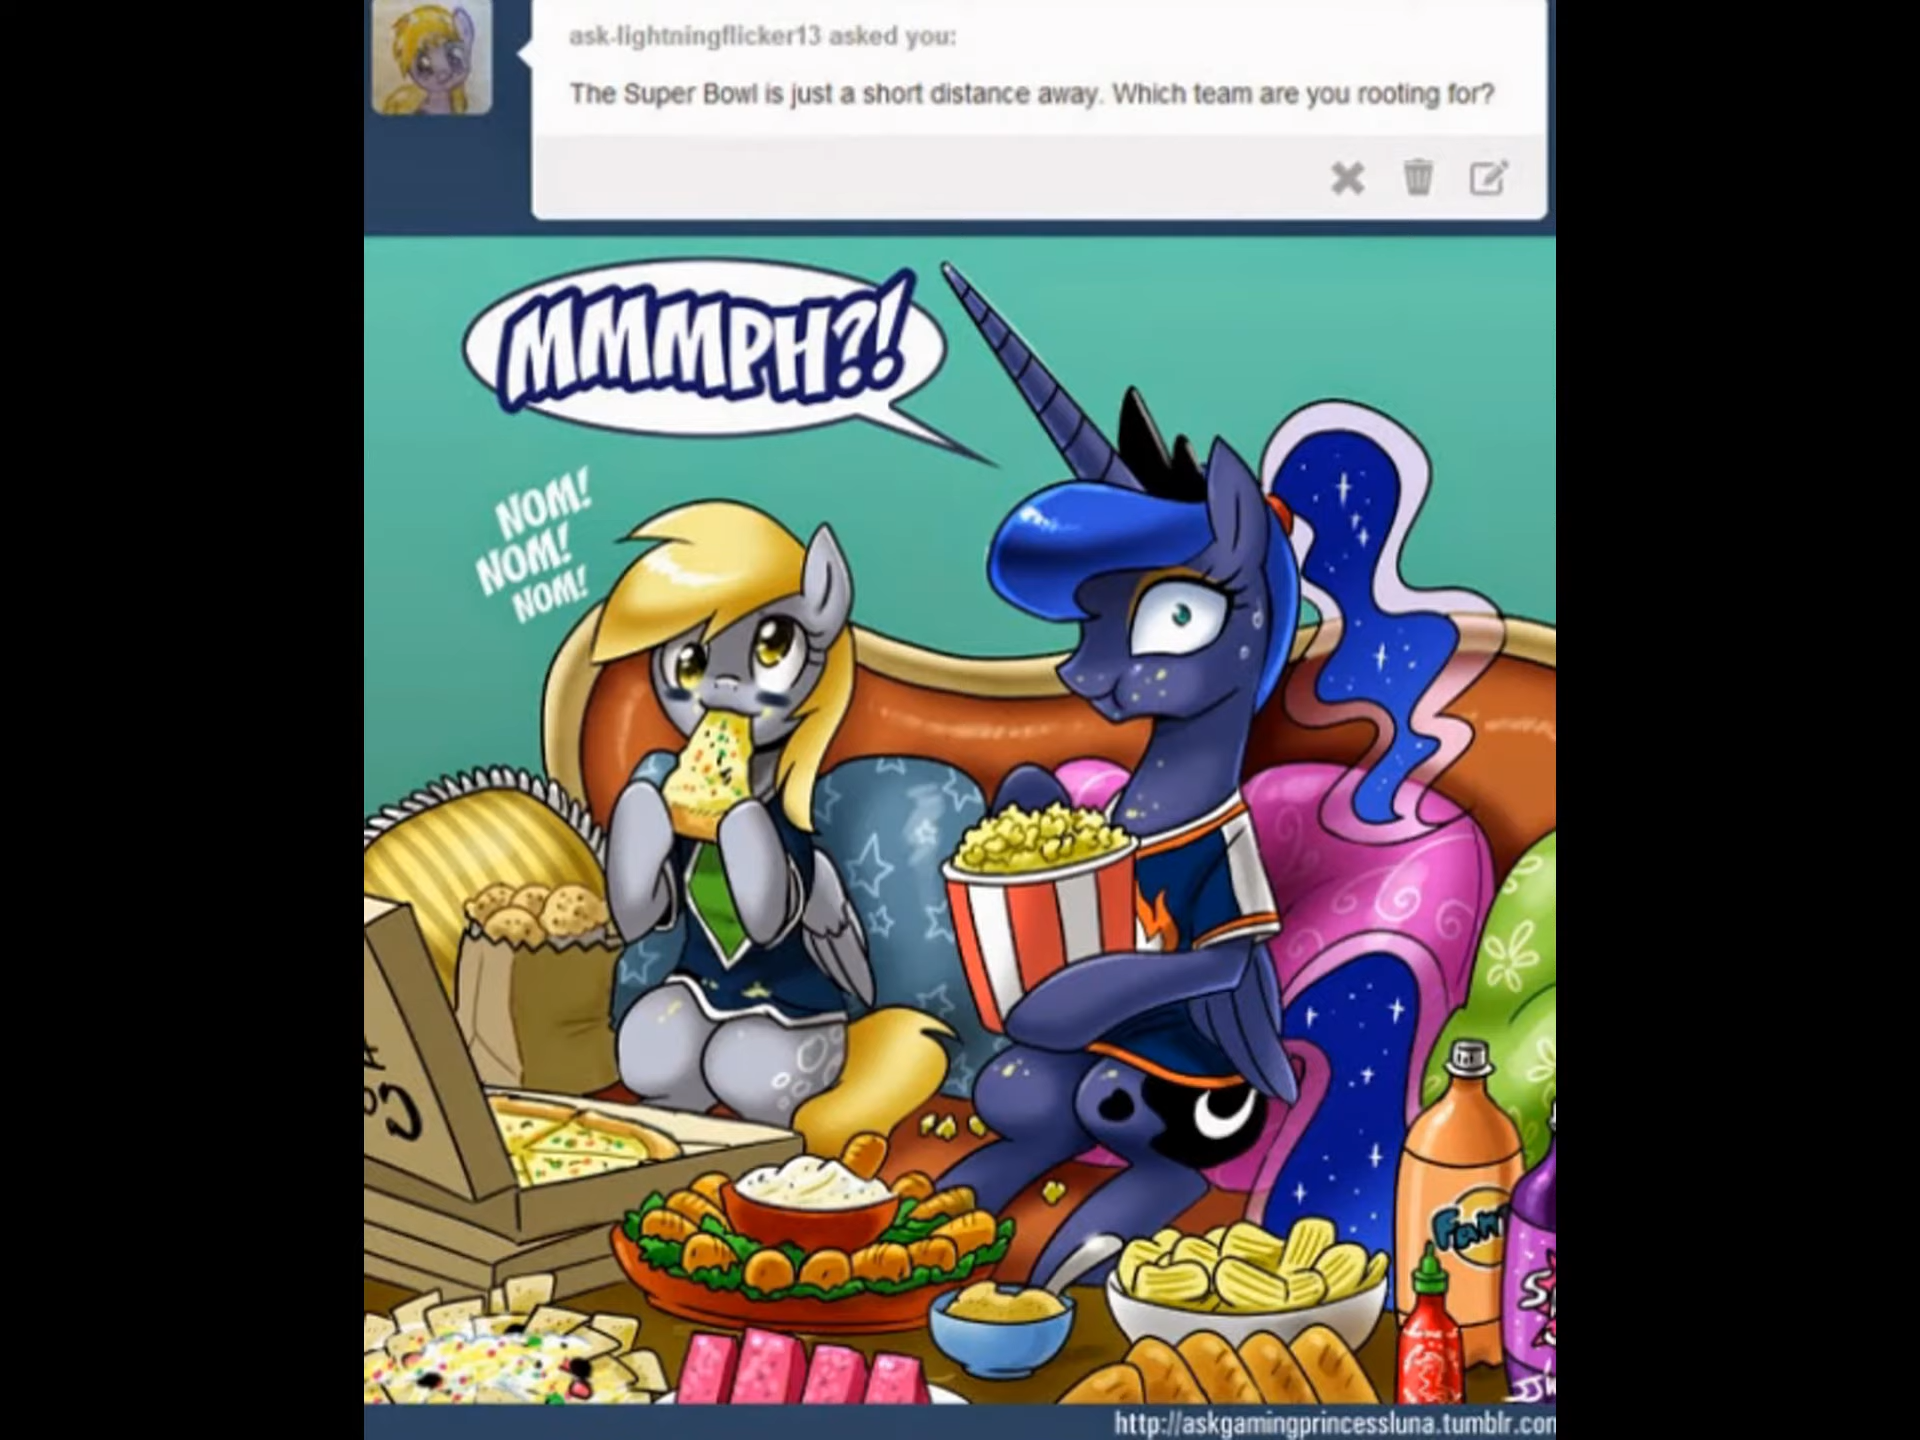 ask-lightningflicker13 asked you:
The Super Bowl is just a short distance away. Which team are you rooting for?
MMMPH?!
NOM!
NOM!
NOM!
http://askgamingprincessluna.tumblr.com